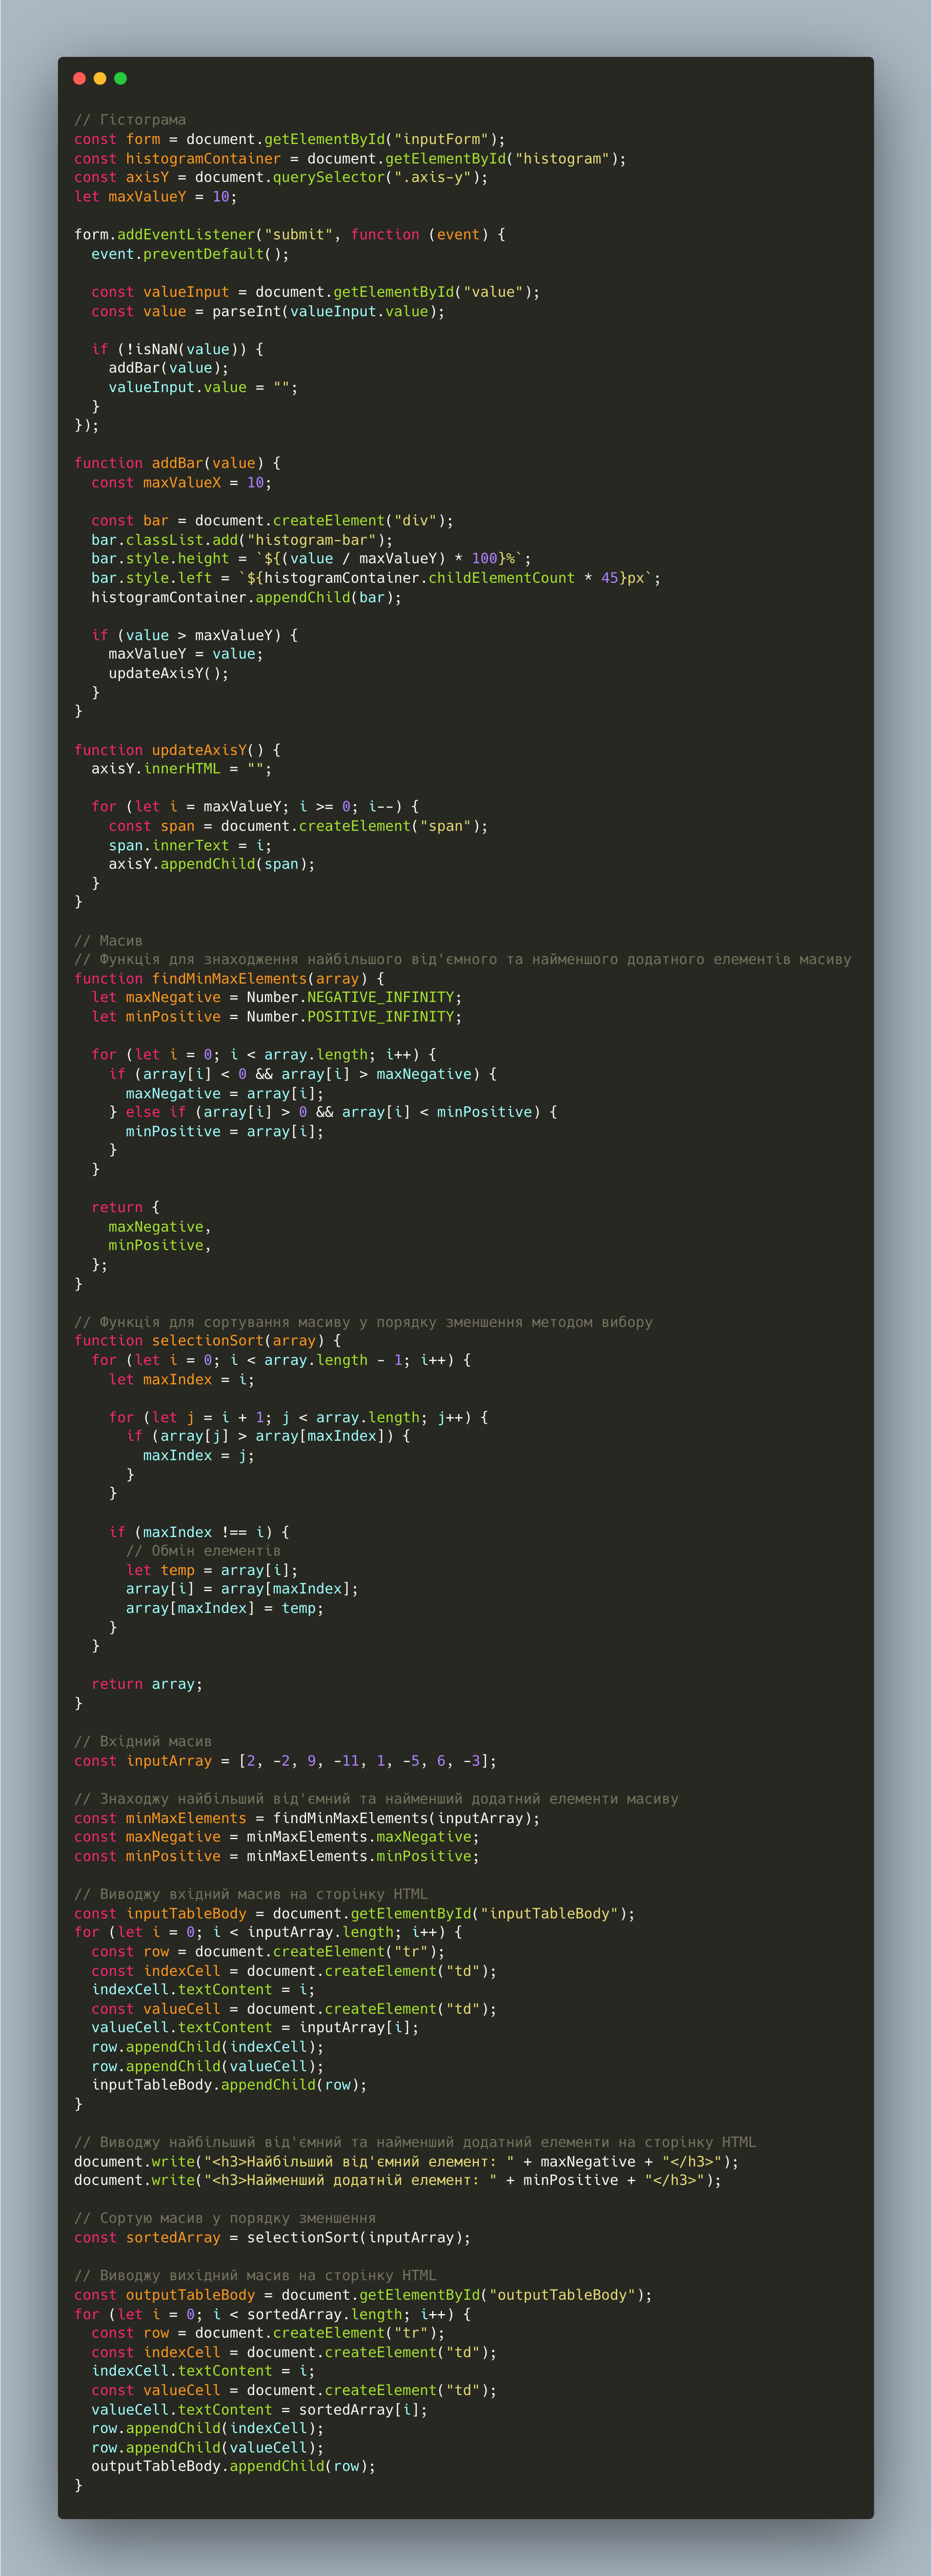 // Гістограма
const form = document.getElementById("inputForm");
const histogramContainer = document.getElementById("histogram");
const axisY = document.querySelector(".axis-y");
let maxValueY = 10;

form.addEventListener("submit", function (event) {
  event.preventDefault();

  const valueInput = document.getElementById("value");
  const value = parseInt(valueInput.value);

  if (!isNaN(value)) {
    addBar(value);
    valueInput.value = "";
  }
});

function addBar(value) {
  const maxValueX = 10;

  const bar = document.createElement("div");
  bar.classList.add("histogram-bar");
  bar.style.height = `${(value / maxValueY) * 100}%`;
  bar.style.left = `${histogramContainer.childElementCount * 45}px`;
  histogramContainer.appendChild(bar);

  if (value > maxValueY) {
    maxValueY = value;
    updateAxisY();
  }
}

function updateAxisY() {
  axisY.innerHTML = "";

  for (let i = maxValueY; i >= 0; i--) {
    const span = document.createElement("span");
    span.innerText = i;
    axisY.appendChild(span);
  }
}

// Масив
// Функція для знаходження найбільшого від'ємного та найменшого додатного елементів масиву
function findMinMaxElements(array) {
  let maxNegative = Number.NEGATIVE_INFINITY;
  let minPositive = Number.POSITIVE_INFINITY;

  for (let i = 0; i < array.length; i++) {
    if (array[i] < 0 && array[i] > maxNegative) {
      maxNegative = array[i];
    } else if (array[i] > 0 && array[i] < minPositive) {
      minPositive = array[i];
    }
  }

  return {
    maxNegative,
    minPositive,
  };
}

// Функція для сортування масиву у порядку зменшення методом вибору
function selectionSort(array) {
  for (let i = 0; i < array.length - 1; i++) {
    let maxIndex = i;

    for (let j = i + 1; j < array.length; j++) {
      if (array[j] > array[maxIndex]) {
        maxIndex = j;
      }
    }

    if (maxIndex !== i) {
      // Обмін елементів
      let temp = array[i];
      array[i] = array[maxIndex];
      array[maxIndex] = temp;
    }
  }

  return array;
}

// Вхідний масив
const inputArray = [2, -2, 9, -11, 1, -5, 6, -3];

// Знаходжу найбільший від'ємний та найменший додатний елементи масиву
const minMaxElements = findMinMaxElements(inputArray);
const maxNegative = minMaxElements.maxNegative;
const minPositive = minMaxElements.minPositive;

// Виводжу вхідний масив на сторінку HTML
const inputTableBody = document.getElementById("inputTableBody");
for (let i = 0; i < inputArray.length; i++) {
  const row = document.createElement("tr");
  const indexCell = document.createElement("td");
  indexCell.textContent = i;
  const valueCell = document.createElement("td");
  valueCell.textContent = inputArray[i];
  row.appendChild(indexCell);
  row.appendChild(valueCell);
  inputTableBody.appendChild(row);
}

// Виводжу найбільший від'ємний та найменший додатний елементи на сторінку HTML
document.write("<h3>Найбільший від'ємний елемент: " + maxNegative + "</h3>");
document.write("<h3>Найменший додатній елемент: " + minPositive + "</h3>");

// Сортую масив у порядку зменшення
const sortedArray = selectionSort(inputArray);

// Виводжу вихідний масив на сторінку HTML
const outputTableBody = document.getElementById("outputTableBody");
for (let i = 0; i < sortedArray.length; i++) {
  const row = document.createElement("tr");
  const indexCell = document.createElement("td");
  indexCell.textContent = i;
  const valueCell = document.createElement("td");
  valueCell.textContent = sortedArray[i];
  row.appendChild(indexCell);
  row.appendChild(valueCell);
  outputTableBody.appendChild(row);
}